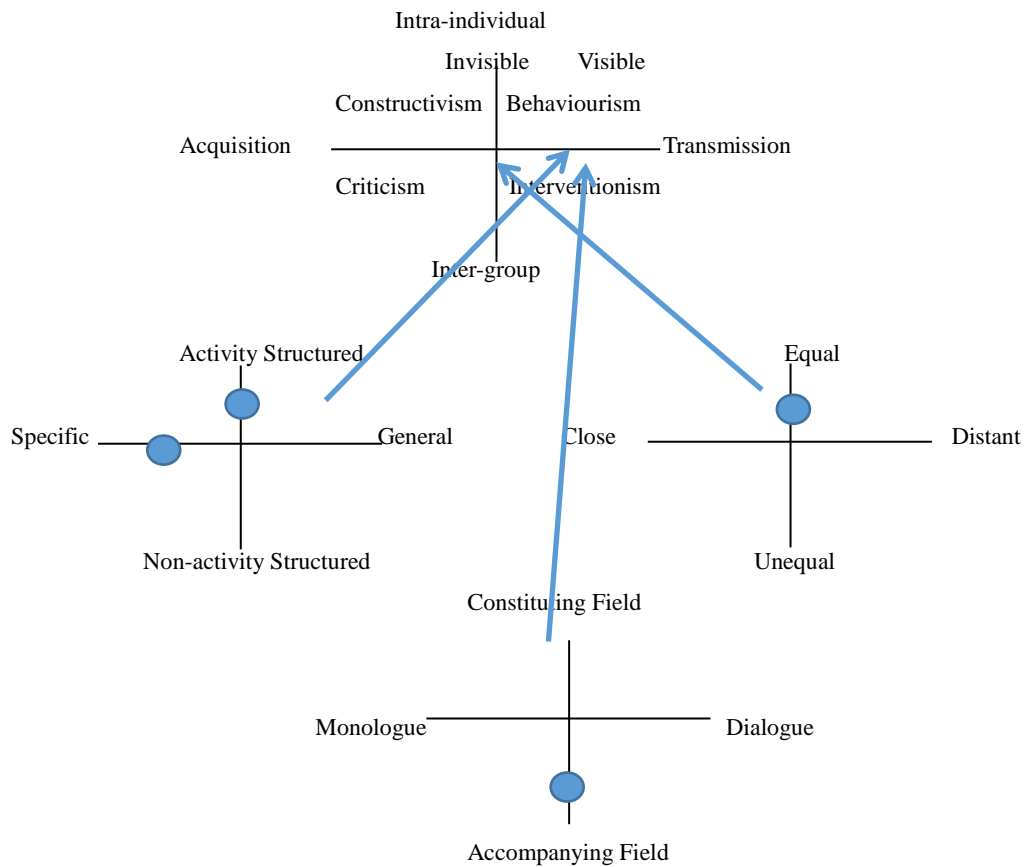 Intra-individual
Invisible Visible
Constructivism Behaviourism
Acquisition Transmission
Criticism Interventionism
Inter-group
Activity Structured Equal
Specific General Close Distant
Non-activity Structured Unequal
Constituting Field
Monologue Dialogue
Accompanying Field